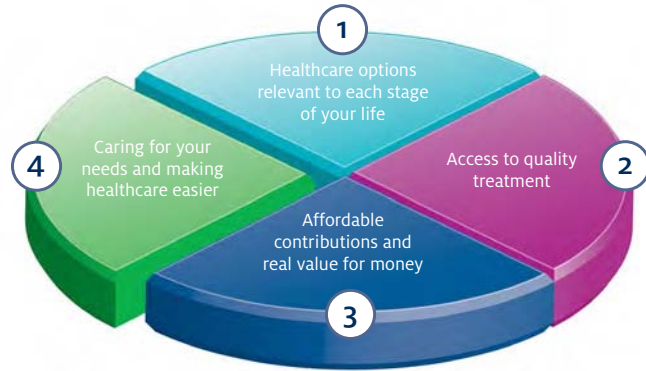 1
Healthcare options
relevant to each stage
of your life
2
Access to quality
treatment
3
Affordable
contributions and
real value for money
4
Caring for your
needs and making
healthcare easier